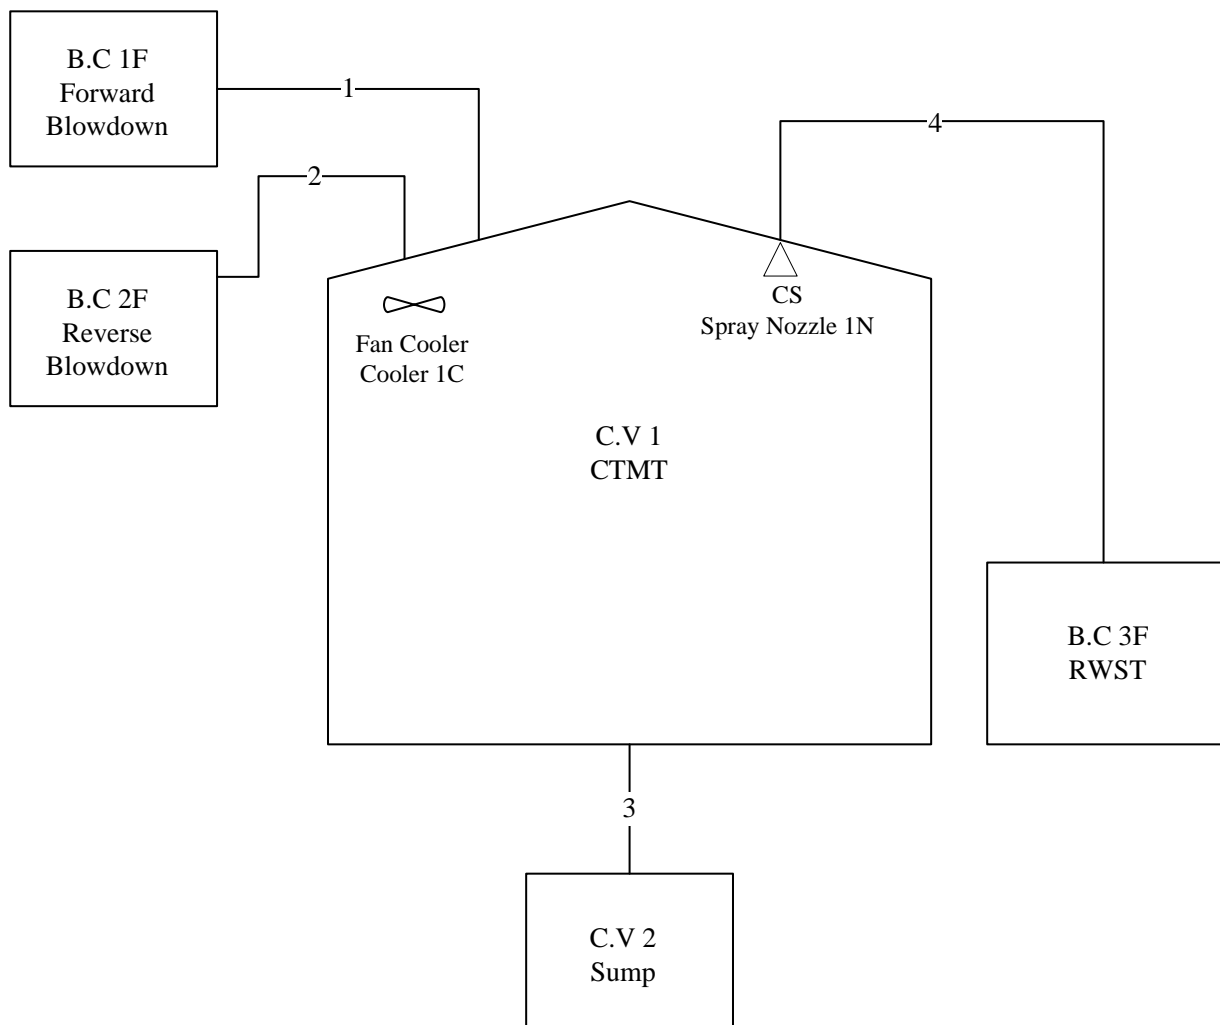 B.C 1F
Forward
Blowdown
1
4
2
B.C 2F
Reverse
Blowdown
Fan Cooler
Cooler 1C
CS
Spray Nozzle 1N
C.V 1
CTMT
B.C 3F
RWST
3
C.V 2
Sump